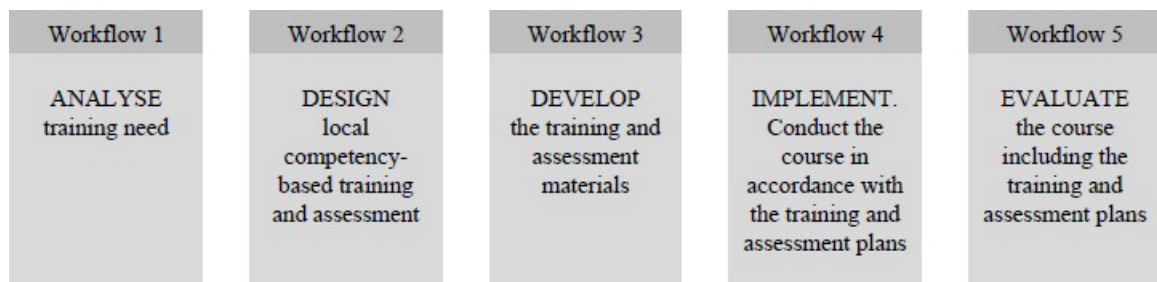 Workflow 1
ANALYSE
training need
Workflow 2
DESIGN
local
competency-
based training
and assessment
Workflow 3
DEVELOP
the training and
assessment
materials
Workflow 4
IMPLEMENT.
Conduct the
course in
accordance with
the training and
assessment plans
Workflow 5
EVALUATE
the course
including the
training and
assessment plans